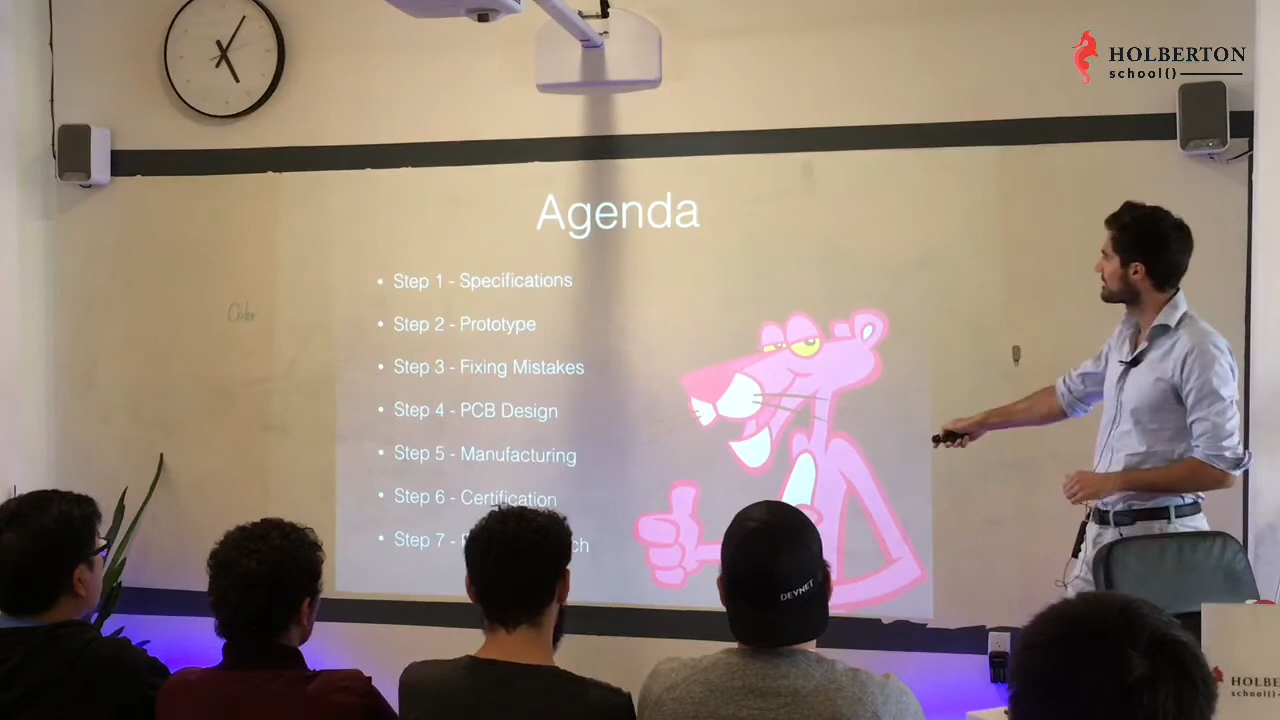 HOLBERTON
school()
Agenda
• Step 1 - Specifications
• Step 2 - Prototype
• Step 3 - Fixing Mistakes
• Step 4 - PCB Design
• Step 5 - Manufacturing
Step 6 - Certification
• Step 7 -
DEVNET
school()